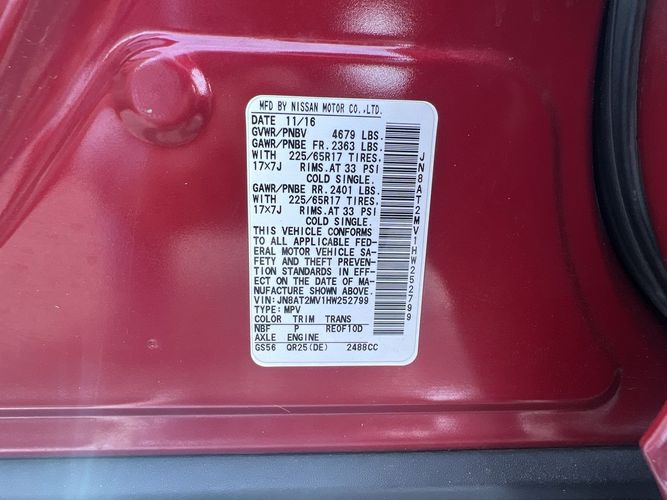 MFD BY NISSAN MOTOR CO.,LTD.
DATE 11/16
GVWR/PNBV 4679 LBS.
GAWR/PNBE FR. 2363 LBS.
WITH 225/65R17 TIRES,
17x7J RIMS,AT 33 PSI
COLD SINGLE.
GAWR/PNBE RR. 2401 LBS.
WITH 225/65R17 TIRES,
17x7J RIMS,AT 33 PSI
COLD SINGLE.
THIS VEHICLE CONFORMS
TO ALL APPLICABLE FED-
ERAL MOTOR VEHICLE SA-
FETY AND THEFT PREVEN-
TION STANDARDS IN EFF-
ECT ON THE DATE OF MA-
NUFACTURE SHOWN ABOVE.
VIN:JN8AT2MV1HW252799
TYPE:MPV
COLOR TRIM TRANS
NBF P RE0F10D
AXLE ENGINE
GS56 QR25(DE) 2488CC
JN8AT2MV1HW252799